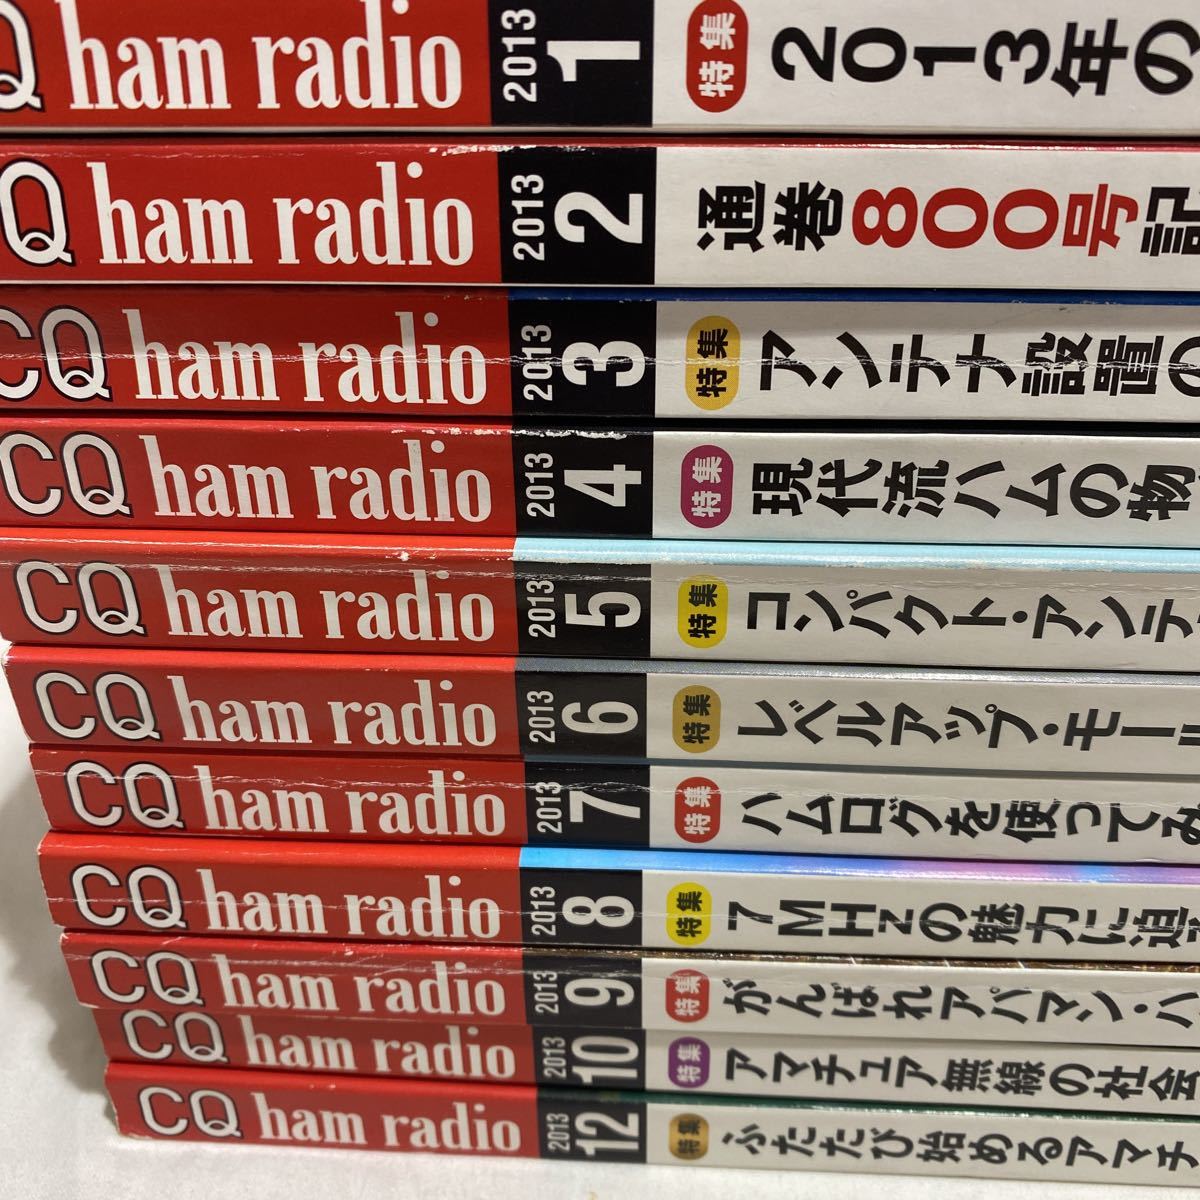 Q ham radio 2013 1 特集 2013年の
Q ham radio 2013 2 通巻800号記
CQ ham radio 2013 3 特集 アンテナ設置の
CQ ham radio 2013 4 特集 現代流ハムの物
CQ ham radio 2013 5 特集 コンパクト・アンテ
CQ ham radio 2013 6 特集 レベルアップ・モール
CQ ham radio 2013 7 特集 ハムログを使ってみ
CQ ham radio 2013 8 特集 7MHzの魅力に迫
CQ ham radio 2013 9 特集 がんばれアパマン・ハ
CQ ham radio 2013 10 特集 アマチュア無線の社会
CQ ham radio 2013 12 特集 ふたたび始めるアマチ